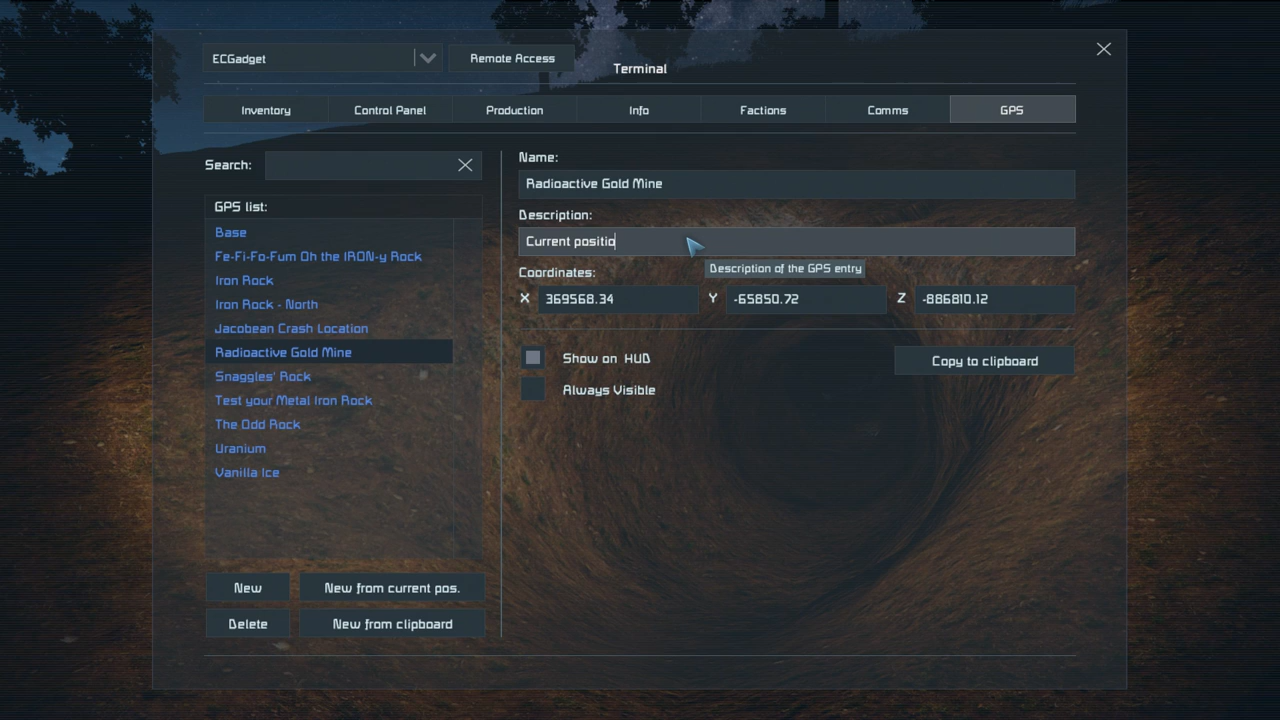 ECGadget
Remote Access
Terminal
Inventory
Control Panel
Production
Info
Factions
Comms
GPS
Search:
GPS list:
Base
Fe-Fi-Fo-Fum Oh the IRON-y Rock
Iron Rock
Iron Rock - North
Jacobean Crash Location
Radioactive Gold Mine
Snaggles' Rock
Test your Metal Iron Rock
The Odd Rock
Uranium
Vanilla Ice
New
New from current pos.
Delete
New from clipboard
Name:
Radioactive Gold Mine
Description:
Current positio
Description of the GPS entry
Coordinates:
X 369568.34 Y -65850.72 Z -886810.12
Show on HUD
Copy to clipboard
Always Visible